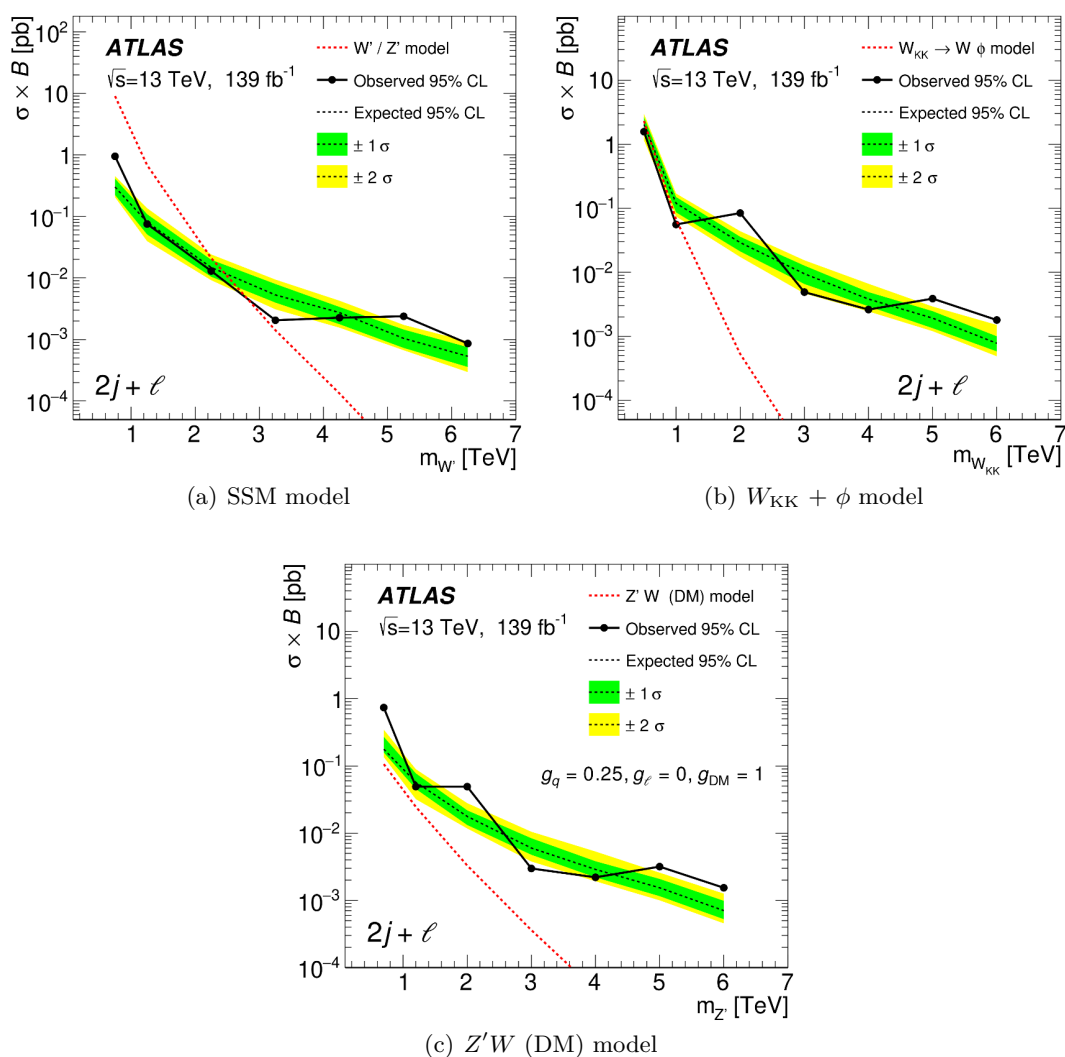 σ × B [pb]
ATLAS
√s=13 TeV, 139 fb⁻¹
W' / Z' model
Observed 95% CL
Expected 95% CL
± 1 σ
± 2 σ
10²
10
1
10⁻¹
10⁻²
10⁻³
10⁻⁴
2j + ℓ
1 2 3 4 5 6 7
m_W' [TeV]
(a) SSM model
σ × B [pb]
ATLAS
√s=13 TeV, 139 fb⁻¹
W_KK → W ϕ model
Observed 95% CL
Expected 95% CL
± 1 σ
± 2 σ
10
1
10⁻¹
10⁻²
10⁻³
10⁻⁴
2j + ℓ
1 2 3 4 5 6 7
m_W_KK [TeV]
(b) W_KK + ϕ model
σ × B [pb]
ATLAS
√s=13 TeV, 139 fb⁻¹
Z' W (DM) model
Observed 95% CL
Expected 95% CL
± 1 σ
± 2 σ
g_q = 0.25, g_ℓ = 0, g_DM = 1
10
1
10⁻¹
10⁻²
10⁻³
10⁻⁴
2j + ℓ
1 2 3 4 5 6 7
m_Z' [TeV]
(c) Z'W (DM) model